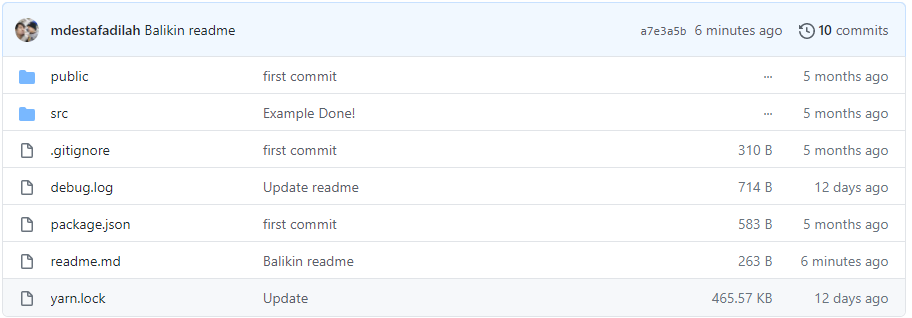 mdestafadilah Balikin readme a7e3a5b 6 minutes ago 10 commits
public first commit ... 5 months ago
src Example Done! ... 5 months ago
.gitignore first commit 310 B 5 months ago
debug.log Update readme 714 B 12 days ago
package.json first commit 583 B 5 months ago
readme.md Balikin readme 263 B 6 minutes ago
yarn.lock Update 465.57 KB 12 days ago